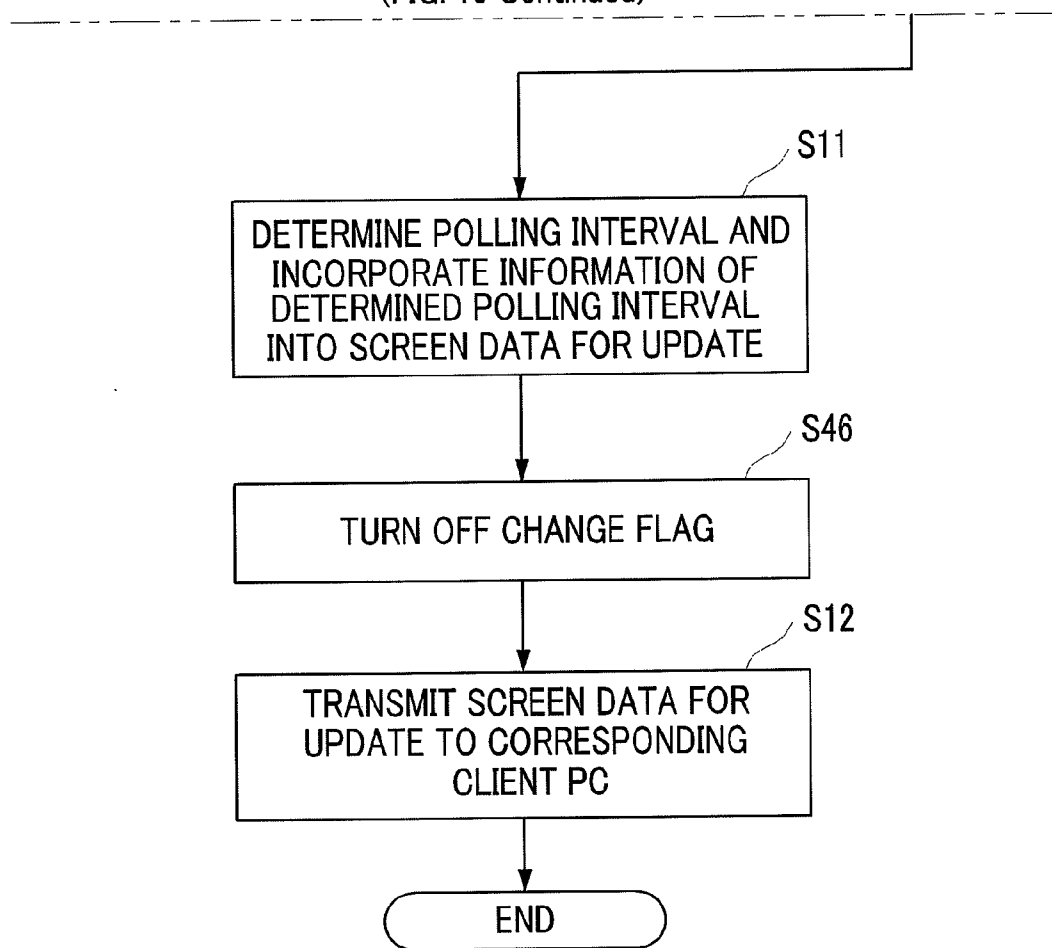 S11
DETERMINE POLLING INTERVAL AND
INCORPORATE INFORMATION OF
DETERMINED POLLING INTERVAL
INTO SCREEN DATA FOR UPDATE
S46
TURN OFF CHANGE FLAG
S12
TRANSMIT SCREEN DATA FOR
UPDATE TO CORRESPONDING
CLIENT PC
END